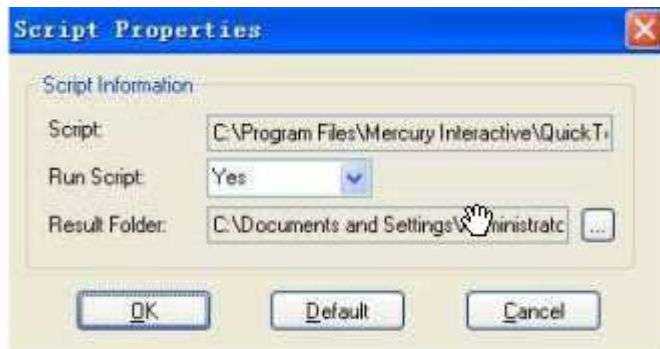 Script Properties
Script Information
Script: C:\Program Files\Mercury Interactive\QuickT
Run Script: Yes
Result Folder: C:\Documents and Settings\ ministrato ...
OK Default Cancel